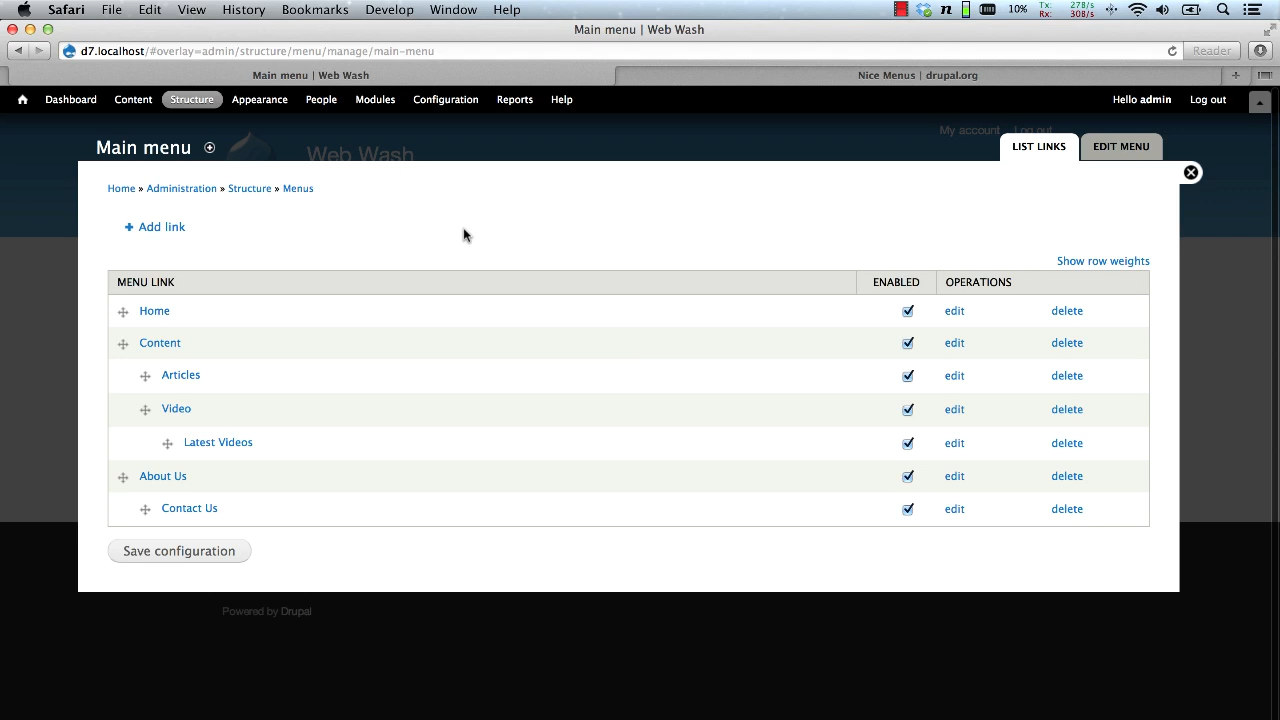 Safari File Edit View History Bookmarks Develop Window Help n 10% Tx: 278/s Rx: 308/s
Main menu | Web Wash
d7.localhost/#overlay=admin/structure/menu/manage/main-menu Reader
Main menu | Web Wash Nice Menus | drupal.org +
Dashboard Content Structure Appearance People Modules Configuration Reports Help Hello admin Log out
My account Log out
Main menu Web Wash LIST LINKS EDIT MENU
Home » Administration » Structure » Menus
+ Add link
Show row weights
MENU LINK ENABLED OPERATIONS
Home edit delete
Content edit delete
Articles edit delete
Video edit delete
Latest Videos edit delete
About Us edit delete
Contact Us edit delete
Save configuration
Powered by Drupal